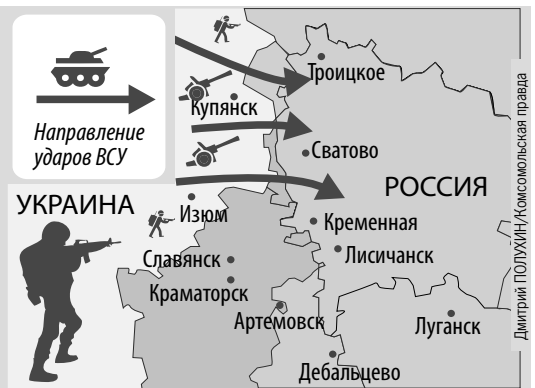 Направление
ударов ВСУ
Троицкое
Купянск
Сватово
УКРАИНА
РОССИЯ
Изюм
Кременная
Славянск
Лисичанск
Краматорск
Артемовск
Луганск
Дебальцево
Дмитрий ПОЛУХИН/Комсомольская правда